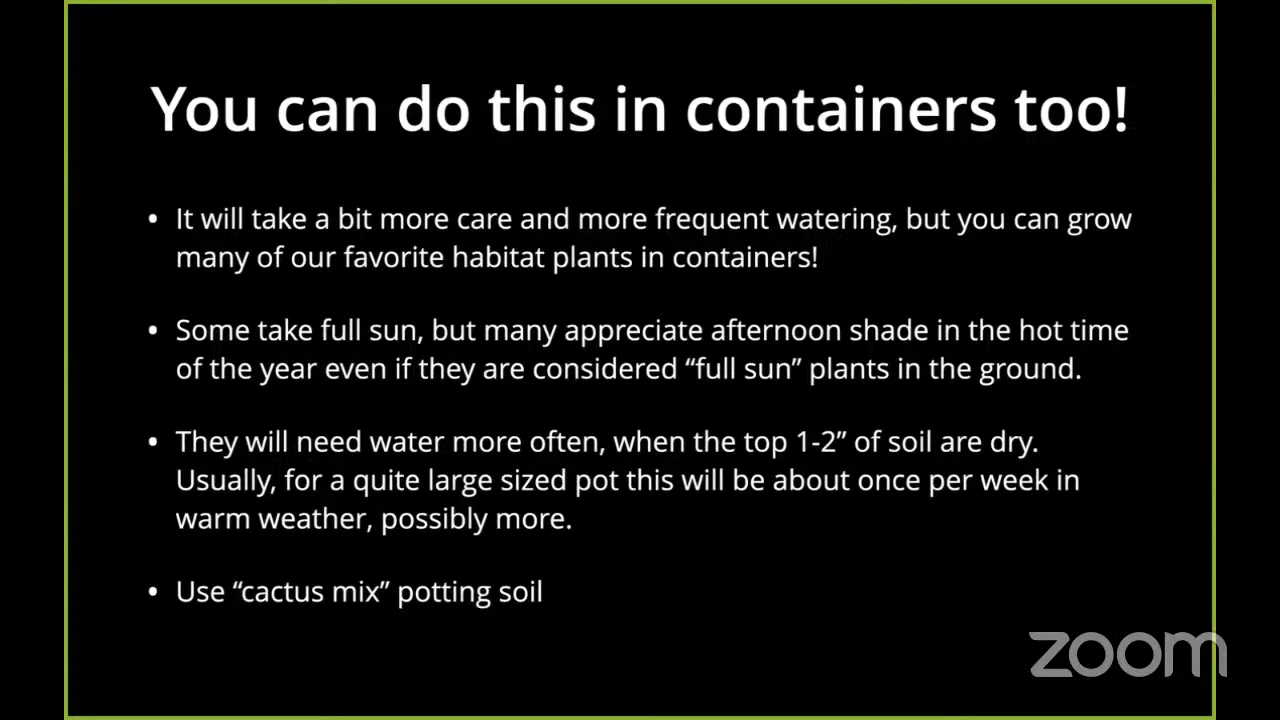 You can do this in containers too!
• It will take a bit more care and more frequent watering, but you can grow
many of our favorite habitat plants in containers!
• Some take full sun, but many appreciate afternoon shade in the hot time
of the year even if they are considered “full sun” plants in the ground.
• They will need water more often, when the top 1-2” of soil are dry.
Usually, for a quite large sized pot this will be about once per week in
warm weather, possibly more.
• Use “cactus mix” potting soil
zoom